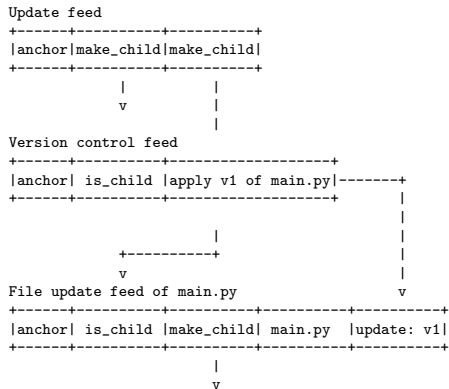 Update feed
+------+----------+----------+
|anchor|make_child|make_child|
+------+----------+----------+
| |
v |
|
Version control feed
+------+----------+-------------------+
|anchor| is_child |apply v1 of main.py|-------+
+------+----------+-------------------+ |
|
| |
+----------+ |
v |
File update feed of main.py v
+------+----------+----------+----------+----------+
|anchor| is_child |make_child| main.py |update: v1|
+------+----------+----------+----------+----------+
|
v